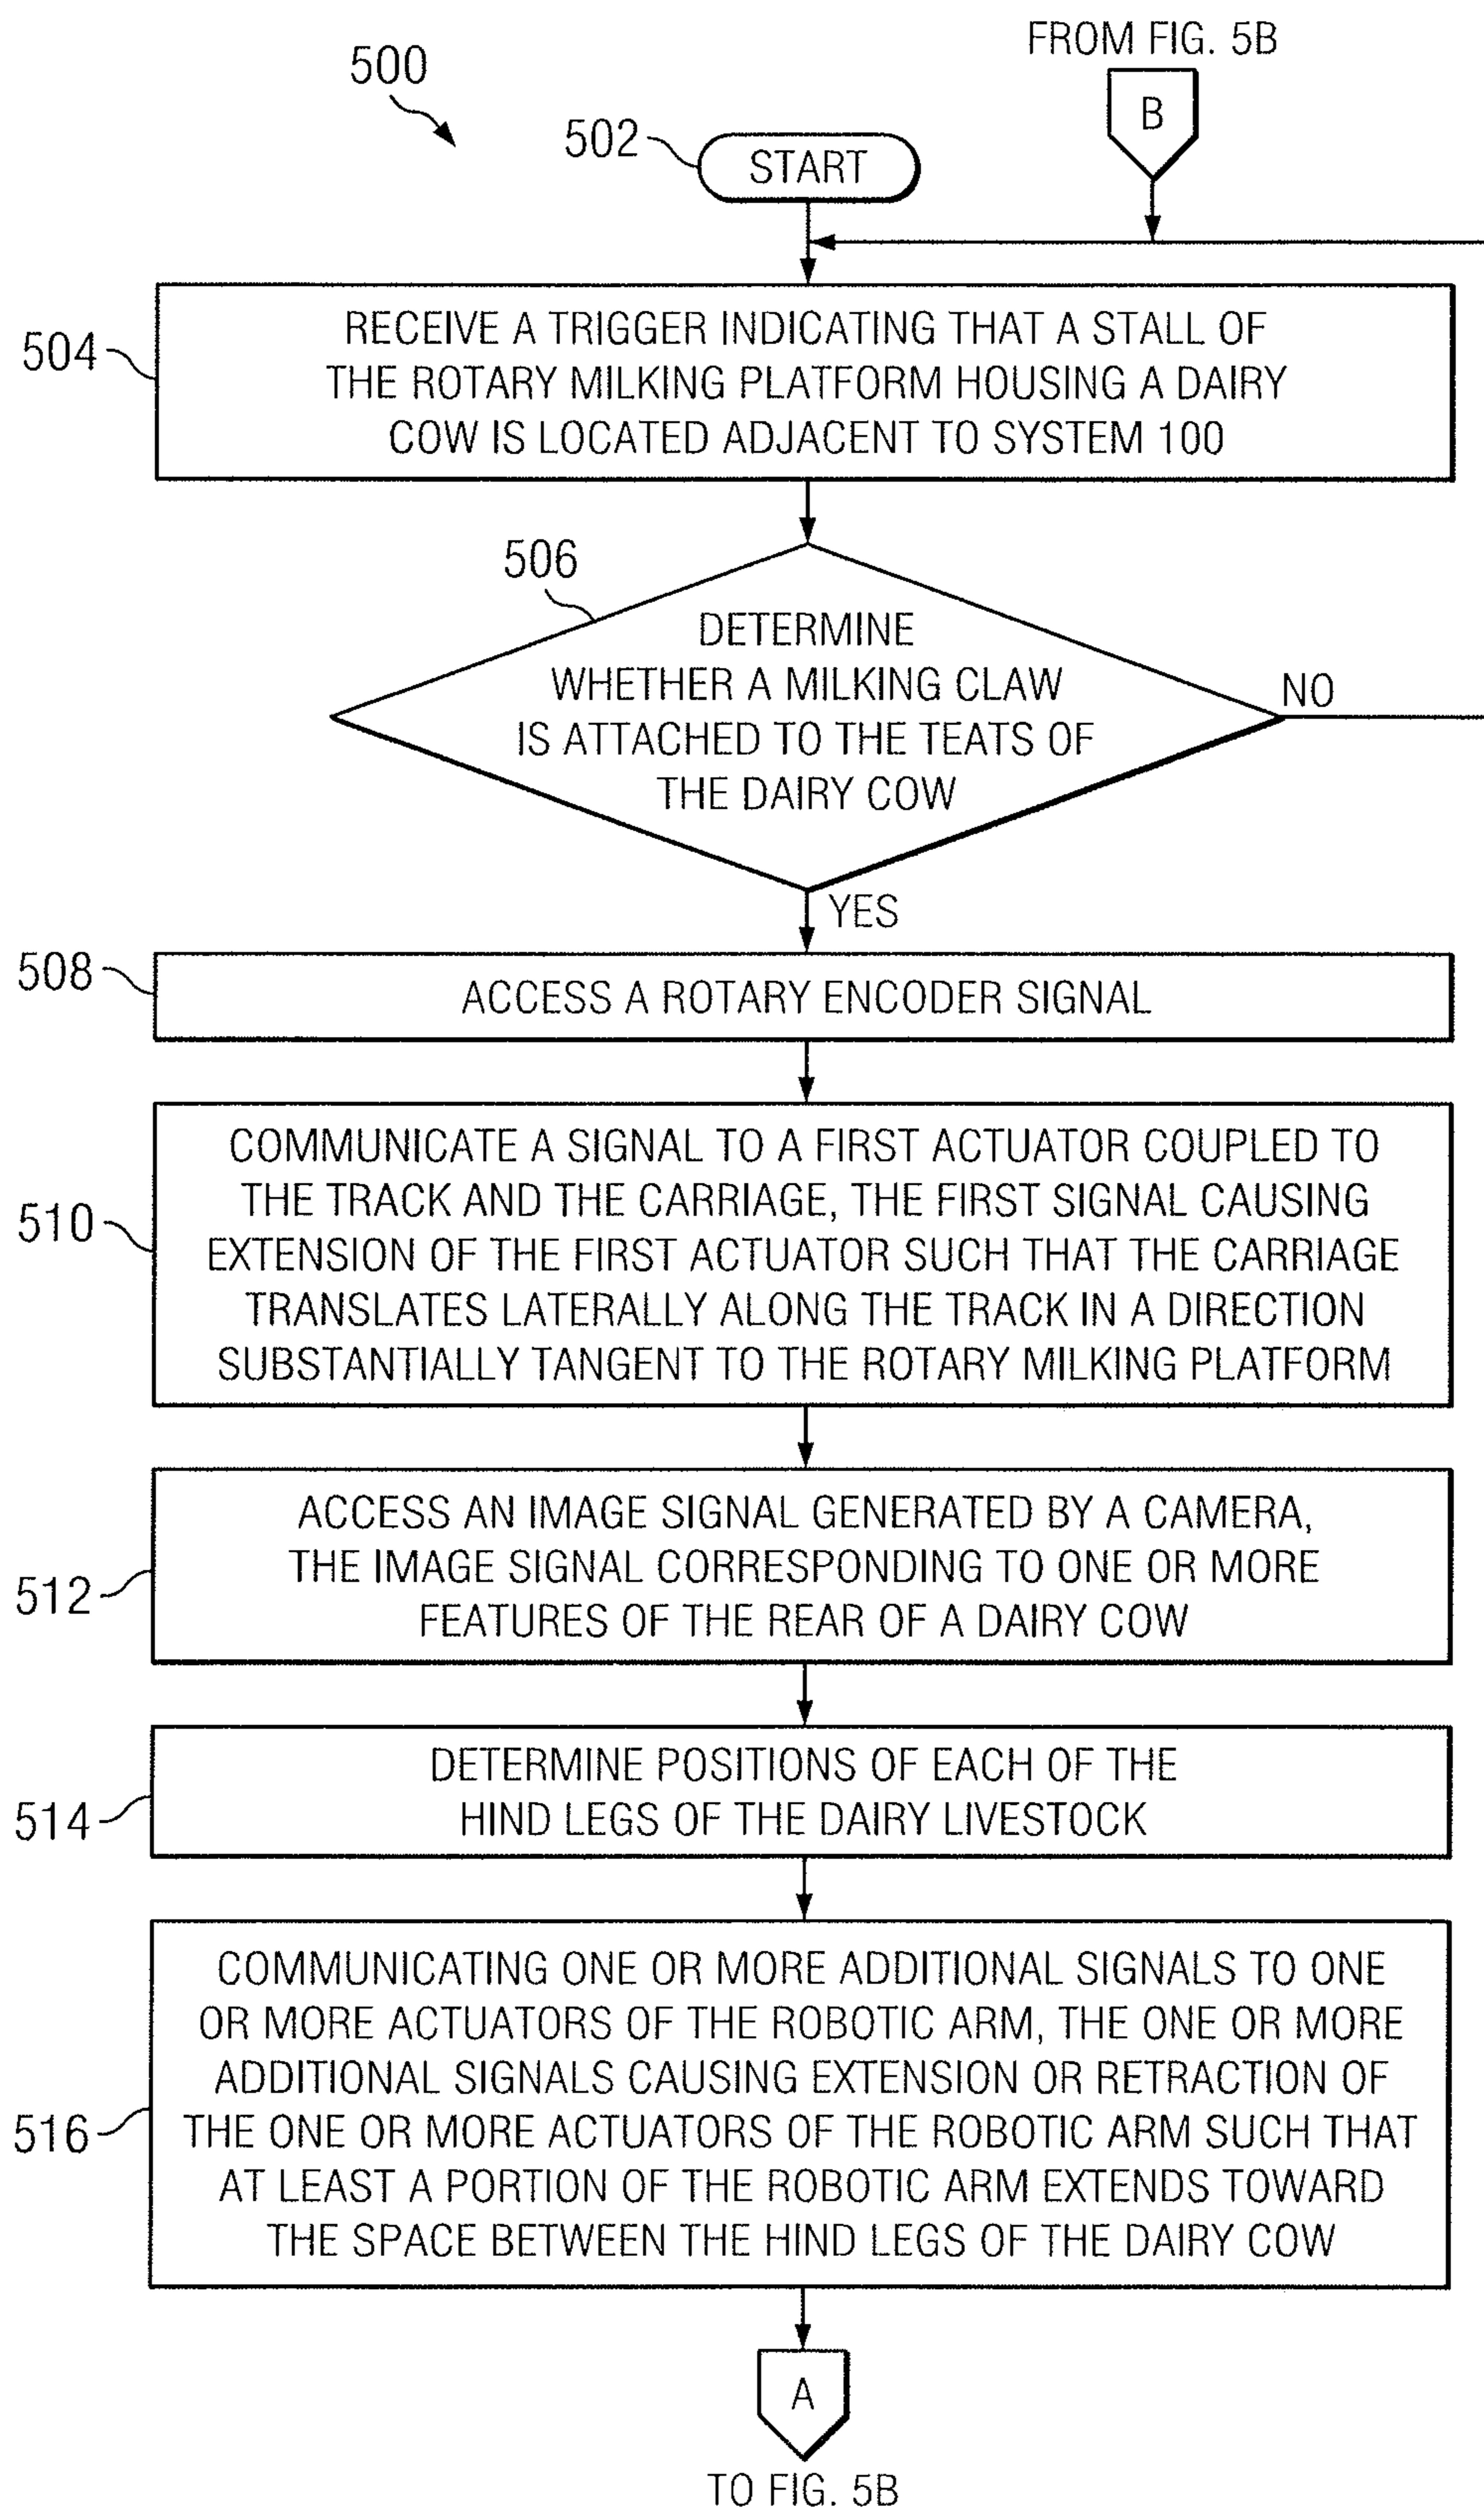 FROM FIG. 5B
500
B
502
START
504
RECEIVE A TRIGGER INDICATING THAT A STALL OF
THE ROTARY MILKING PLATFORM HOUSING A DAIRY
COW IS LOCATED ADJACENT TO SYSTEM 100
506
DETERMINE
WHETHER A MILKING CLAW
IS ATTACHED TO THE TEATS OF
THE DAIRY COW
NO
YES
508
ACCESS A ROTARY ENCODER SIGNAL
510
COMMUNICATE A SIGNAL TO A FIRST ACTUATOR COUPLED TO
THE TRACK AND THE CARRIAGE, THE FIRST SIGNAL CAUSING
EXTENSION OF THE FIRST ACTUATOR SUCH THAT THE CARRIAGE
TRANSLATES LATERALLY ALONG THE TRACK IN A DIRECTION
SUBSTANTIALLY TANGENT TO THE ROTARY MILKING PLATFORM
512
ACCESS AN IMAGE SIGNAL GENERATED BY A CAMERA,
THE IMAGE SIGNAL CORRESPONDING TO ONE OR MORE
FEATURES OF THE REAR OF A DAIRY COW
514
DETERMINE POSITIONS OF EACH OF THE
HIND LEGS OF THE DAIRY LIVESTOCK
516
COMMUNICATING ONE OR MORE ADDITIONAL SIGNALS TO ONE
OR MORE ACTUATORS OF THE ROBOTIC ARM, THE ONE OR MORE
ADDITIONAL SIGNALS CAUSING EXTENSION OR RETRACTION OF
THE ONE OR MORE ACTUATORS OF THE ROBOTIC ARM SUCH THAT
AT LEAST A PORTION OF THE ROBOTIC ARM EXTENDS TOWARD
THE SPACE BETWEEN THE HIND LEGS OF THE DAIRY COW
A
TO FIG. 5B